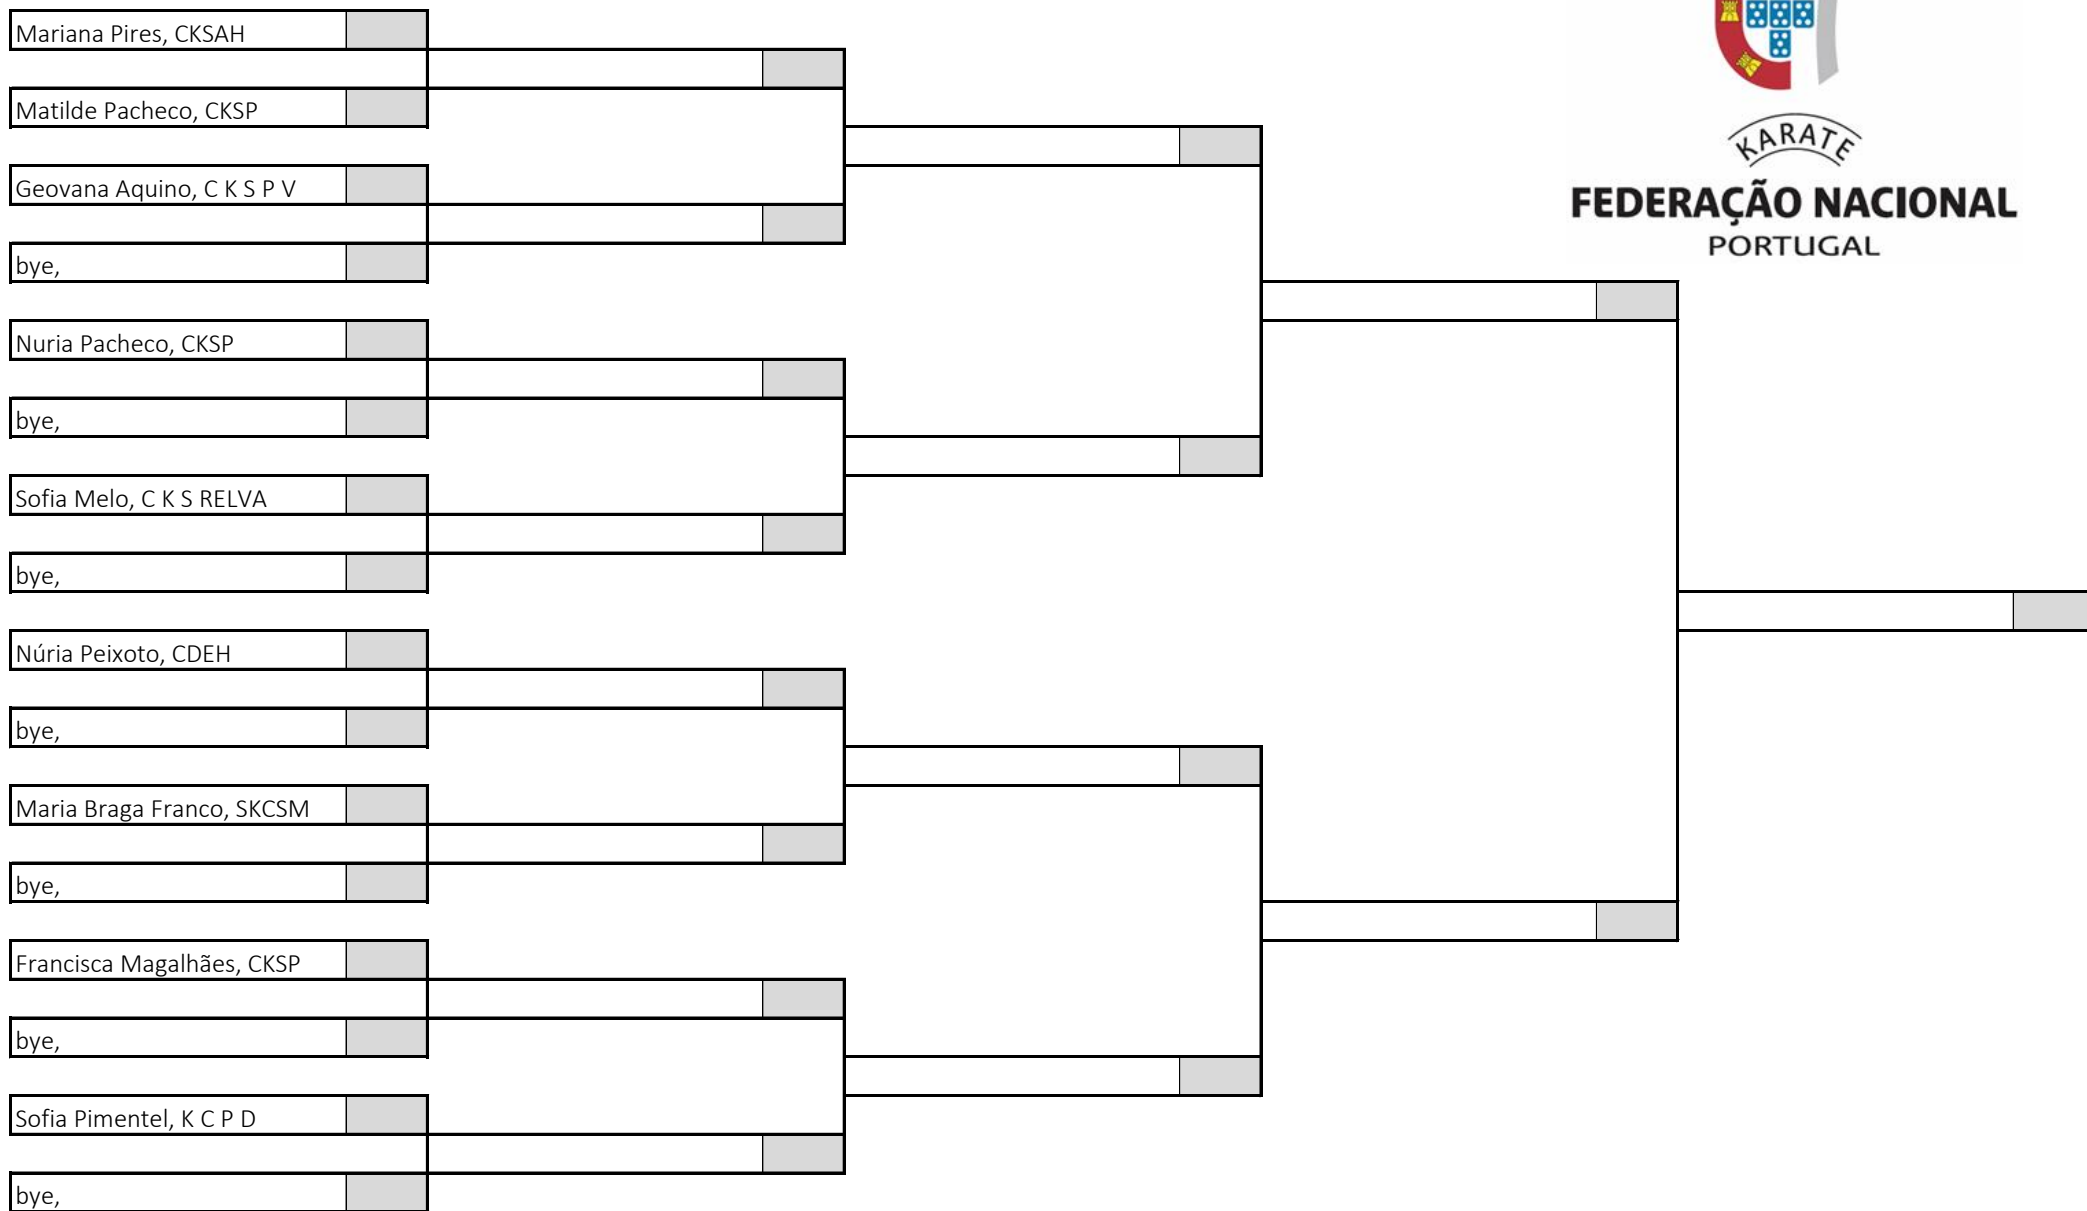 Mariana Pires, CKSAH
Matilde Pacheco, CKSP
KARATE
Geovana Aquino, C K S P V
FEDERAÇÃO NACIONAL
PORTUGAL
bye,
Nuria Pacheco, CKSP
bye,
Sofia Melo, C K S RELVA
bye,
Núria Peixoto, CDEH
bye,
Maria Braga Franco, SKCSM
bye,
Francisca Magalhães, CKSP
bye,
Sofia Pimentel, K C P D
bye,